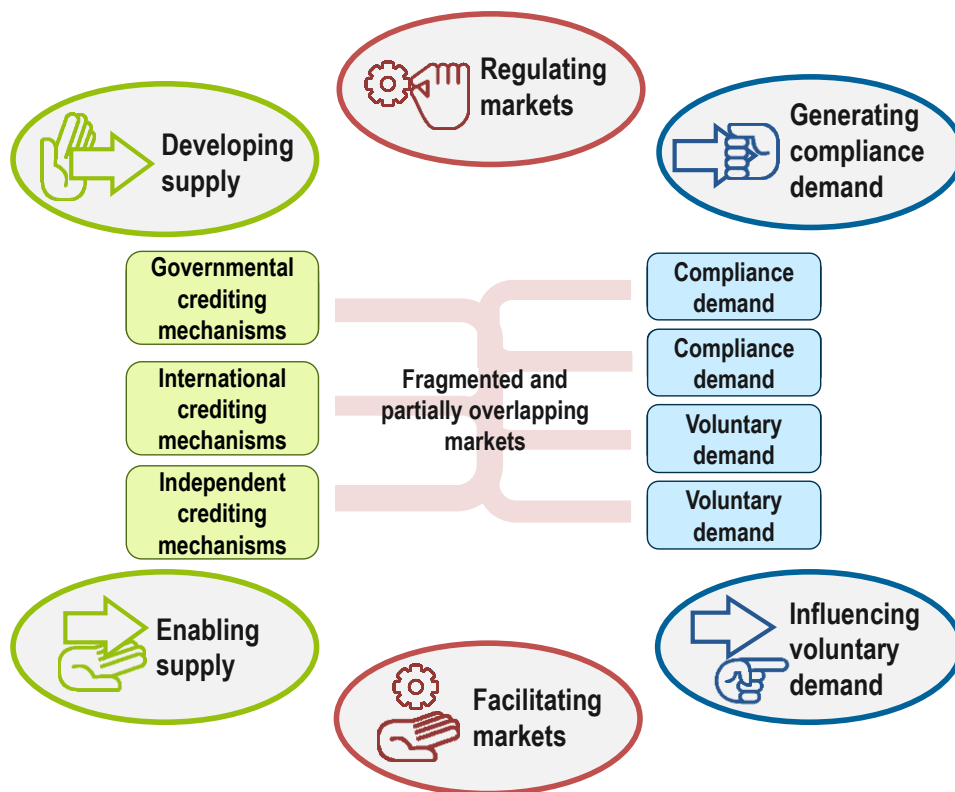 Regulating
markets
Developing
supply
Generating
compliance
demand
Governmental
crediting
mechanisms
International
crediting
mechanisms
Independent
crediting
mechanisms
Fragmented and
partially overlapping
markets
Compliance
demand
Compliance
demand
Voluntary
demand
Voluntary
demand
Enabling
supply
Facilitating
markets
Influencing
voluntary
demand